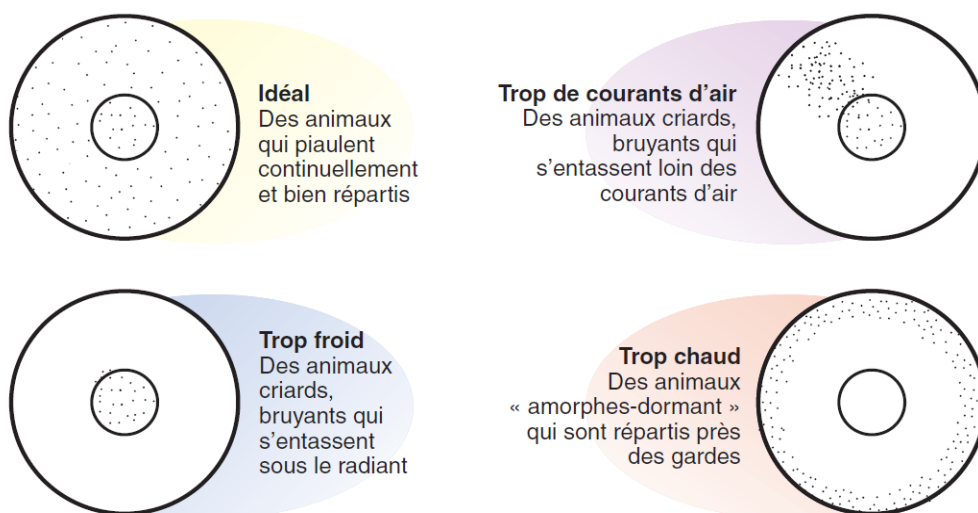 Idéal
Des animaux
qui piaulent
continuellement
et bien répartis
Trop de courants d'air
Des animaux criards,
bruyants qui
s'entassent loin des
courants d'air
Trop froid
Des animaux
criards,
bruyants qui
s'entassent
sous le radiant
Trop chaud
Des animaux
« amorphes-dormant »
qui sont répartis près
des gardes